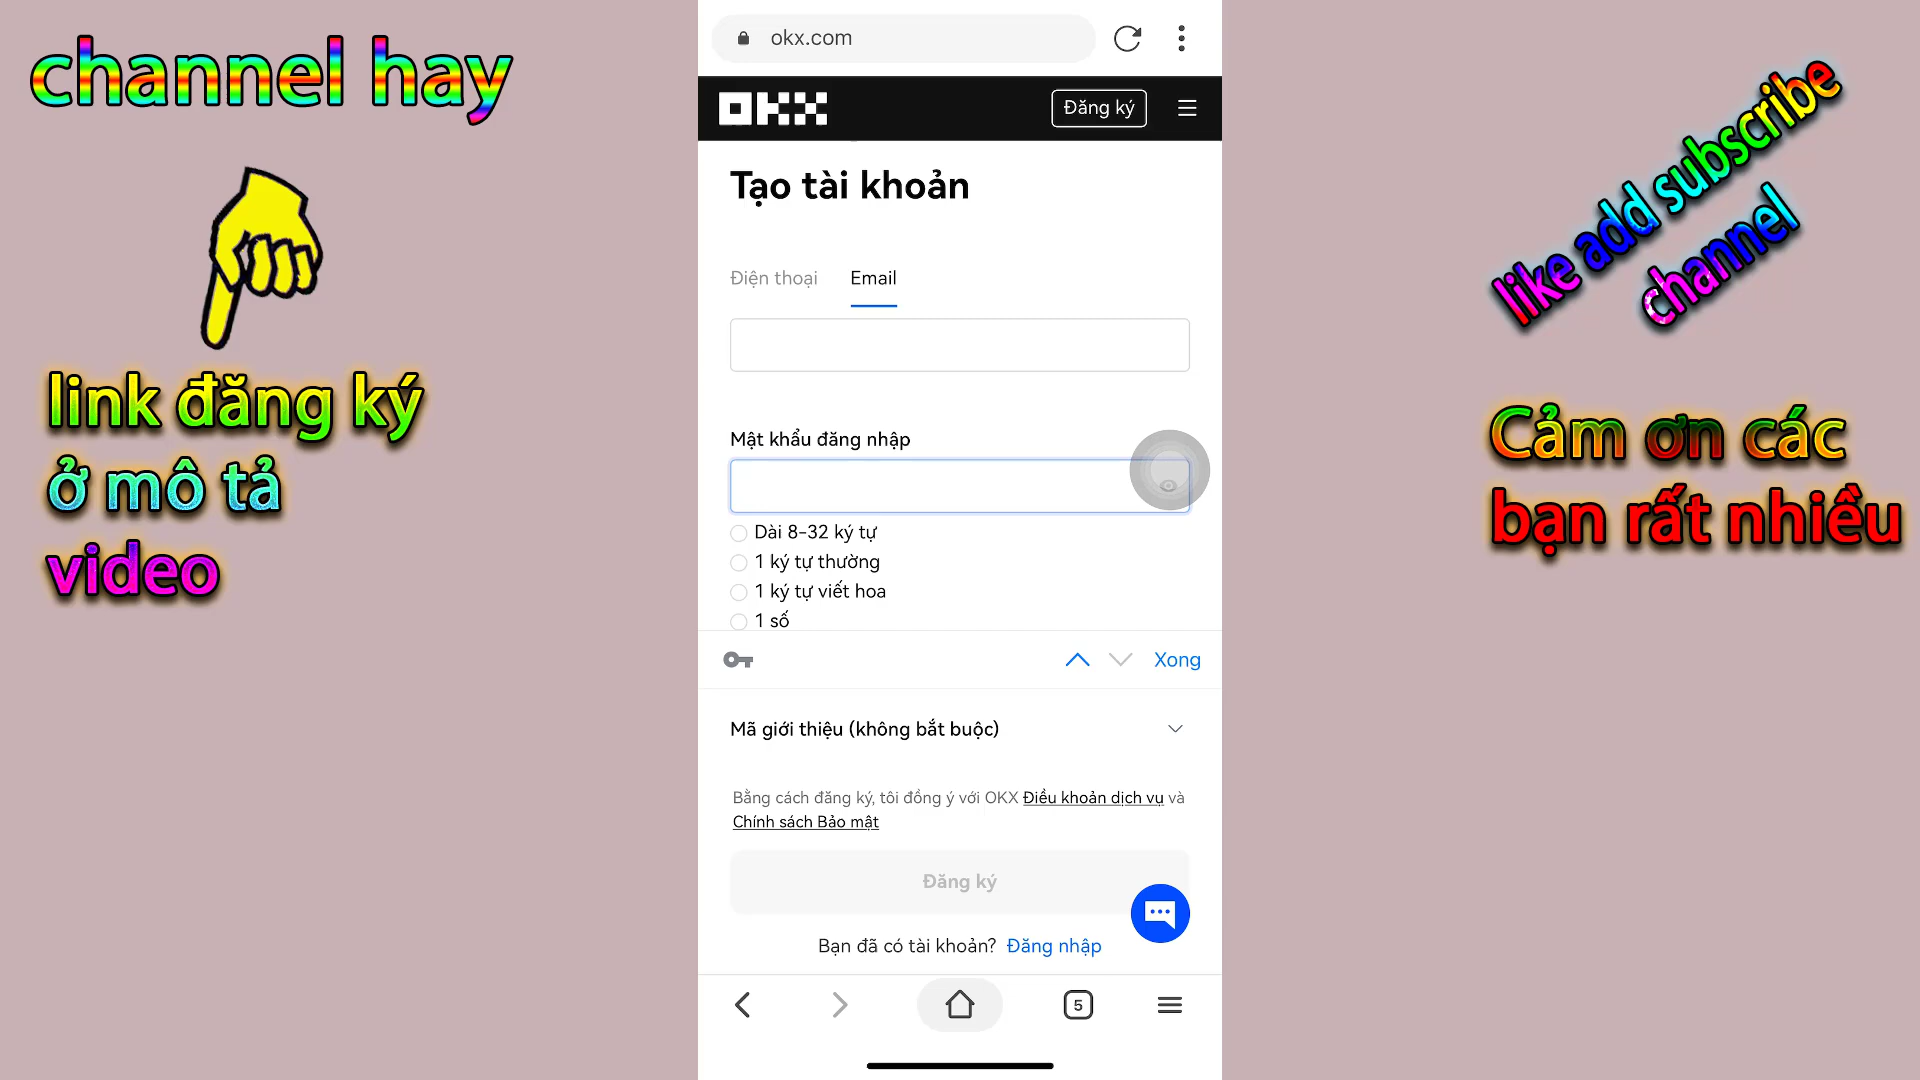 channel hay
link đăng ký
ở mô tả
video
okx.com
OKX
Đăng ký
Tạo tài khoản
Điện thoại
Email
Mật khẩu đăng nhập
Dài 8-32 ký tự
1 ký tự thường
1 ký tự viết hoa
1 số
Xong
Mã giới thiệu (không bắt buộc)
Bằng cách đăng ký, tôi đồng ý với OKX Điều khoản dịch vụ và
Chính sách Bảo mật
Đăng ký
Bạn đã có tài khoản? Đăng nhập
5
like add subscribe
channel
Cảm ơn các
bạn rất nhiều